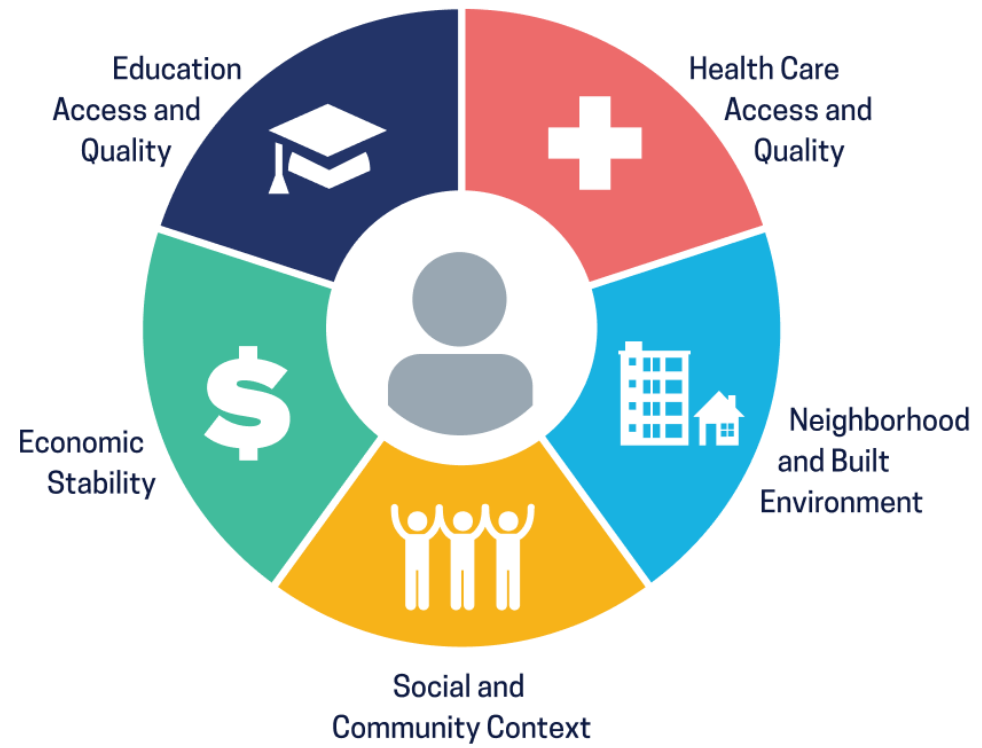 Education
Access and
Quality
Health Care
Access and
Quality
Economic
Stability
Neighborhood
and Built
Environment
Social and
Community Context